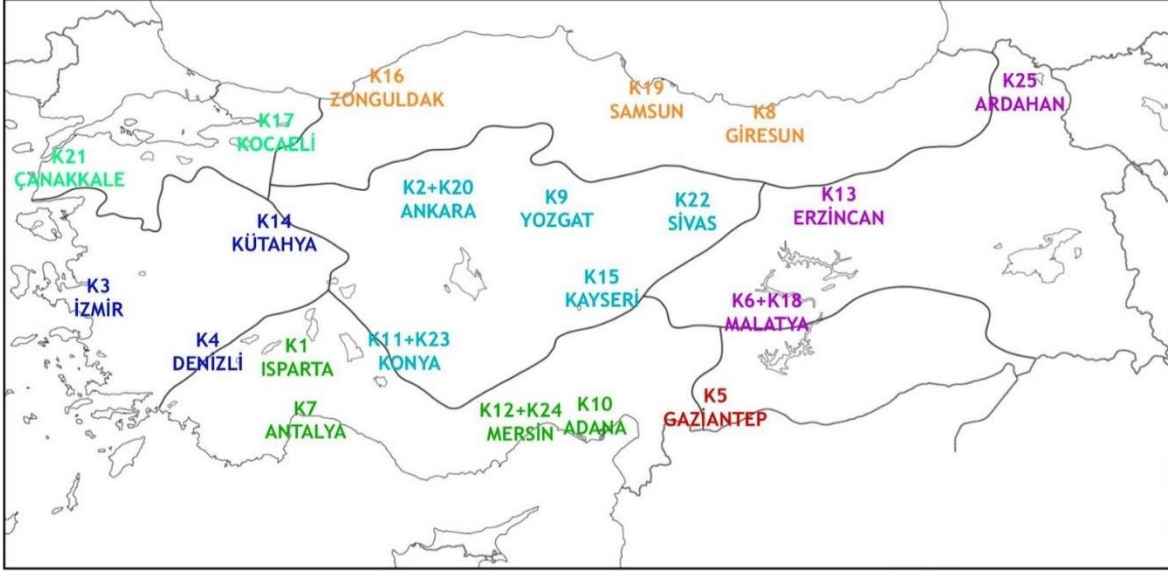 K16
ZONGULDAK
K19
SAMSUN
K8
GİRESUN
K25
ARDAHAN
K17
KOCAELİ
K21
ÇANAKKALE
K2+K20
ANKARA
K9
YOZGAT
K22
SİVAS
K13
ERZİNCAN
K14
KÜTAHYA
K3
İZMİR
K15
KAYSERİ
K6+K18
MALATYA
K4
DENİZLİ
K1
ISPARTA
K11+K23
KONYA
K7
ANTALYA
K12+K24
MERSİN
K10
ADANA
K5
GAZİANTEP